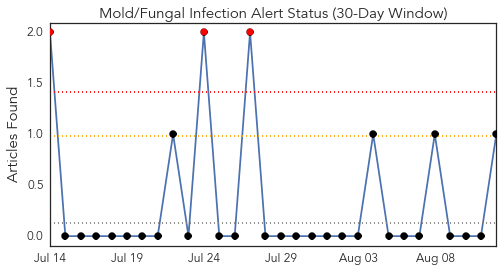 Mold/Fungal Infection Alert Status (30-Day Window)
Articles Found
2.0
1.5
1.0
0.5
0.0
Jul 14 Jul 19 Jul 24 Jul 29 Aug 03 Aug 08